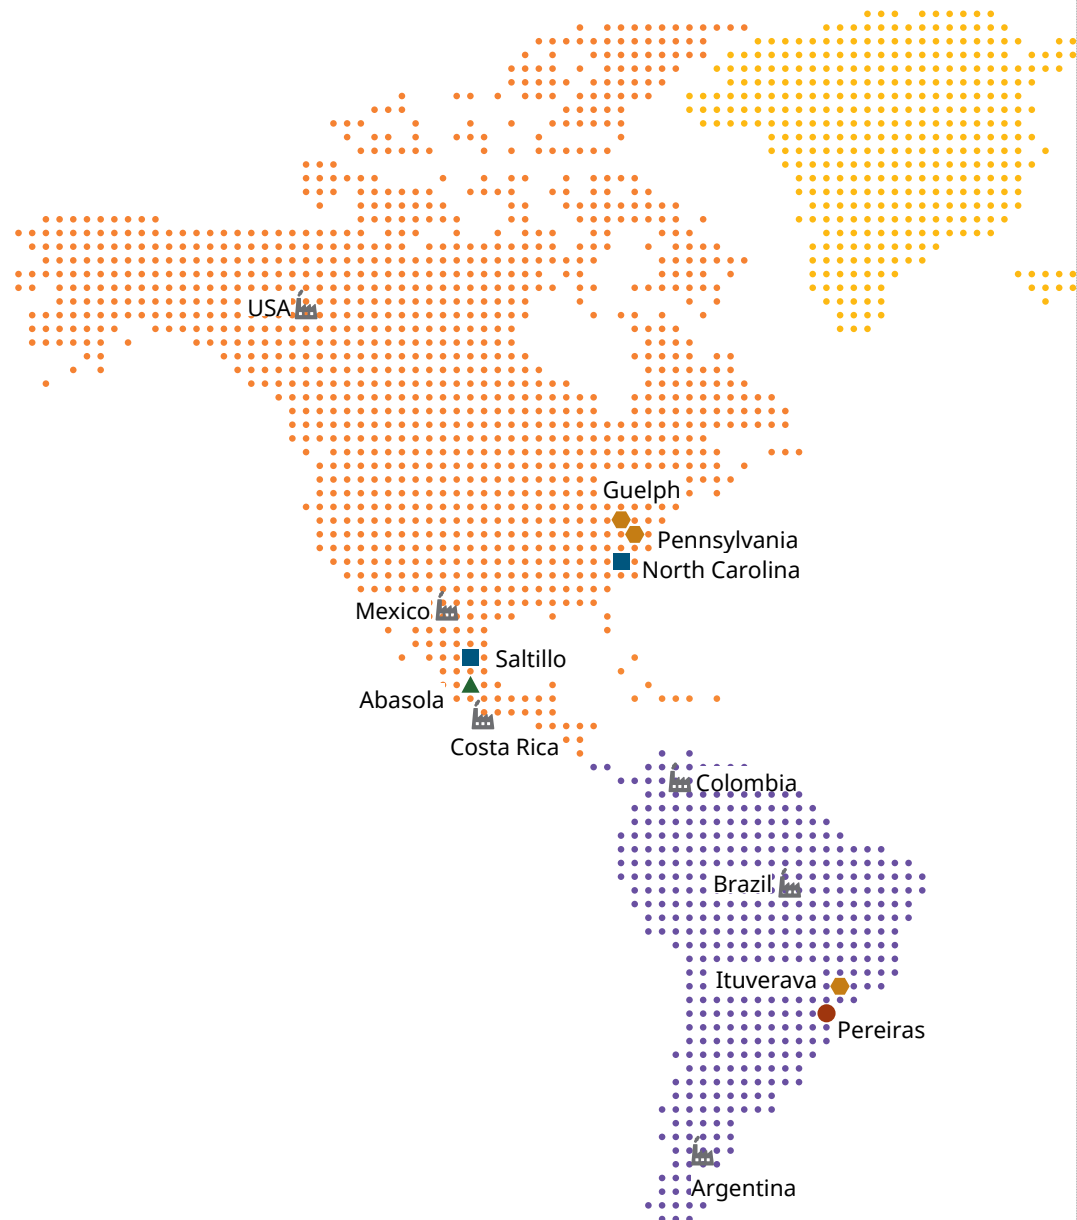 USA
Guelph
Pennsylvania
North Carolina
Mexico
Saltillo
Abasola
Costa Rica
Colombia
Brazil
Ituverava
Pereiras
Argentina